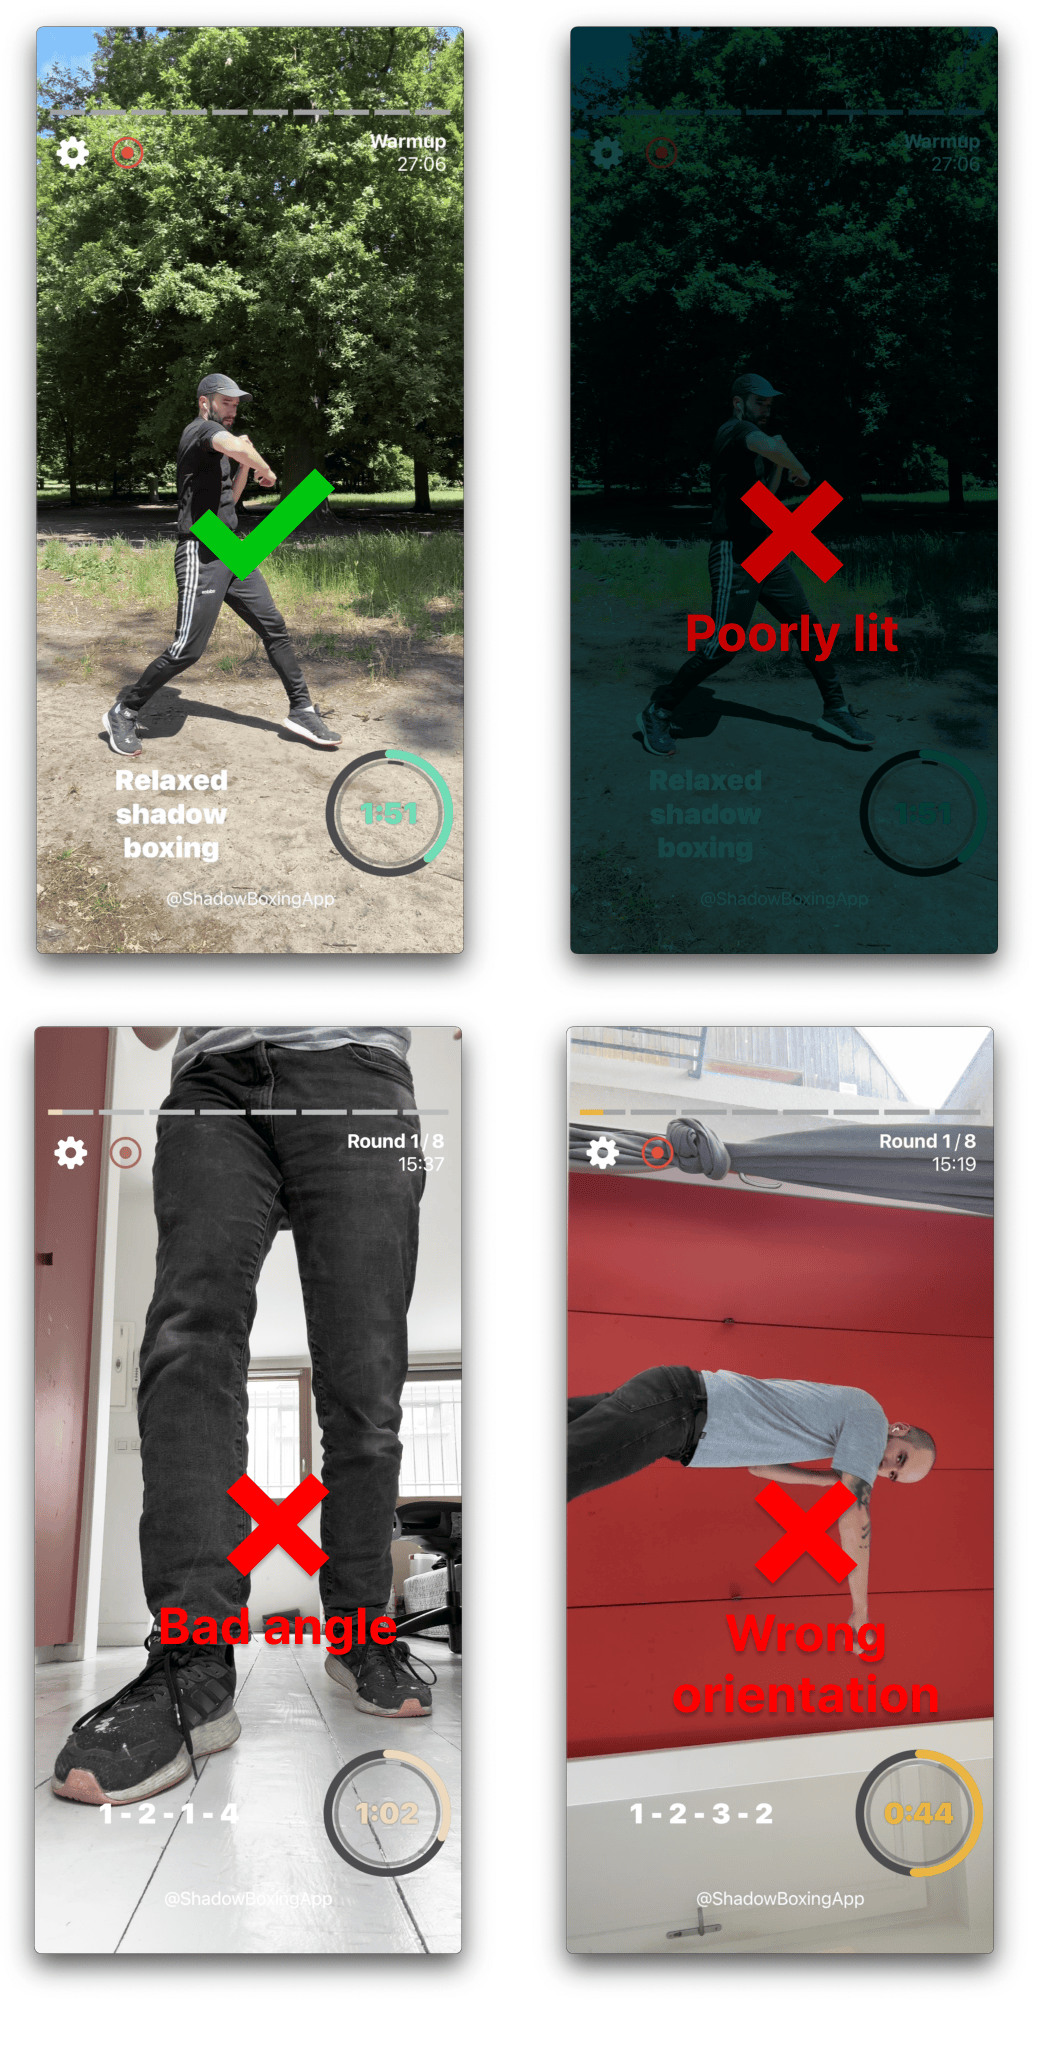 Warmup
27:06
Relaxed
shadow
boxing
1:51
@ShadowBoxingApp
Warmup
27:06
Poorly lit
Relaxed
shadow
boxing
1:51
@ShadowBoxingApp
Round 1/8
15:37
Bad angle
1-2-1-4
1:02
@ShadowBoxingApp
Round 1/8
15:19
Wrong
orientation
1-2-3-2
0:44
@ShadowBoxingApp